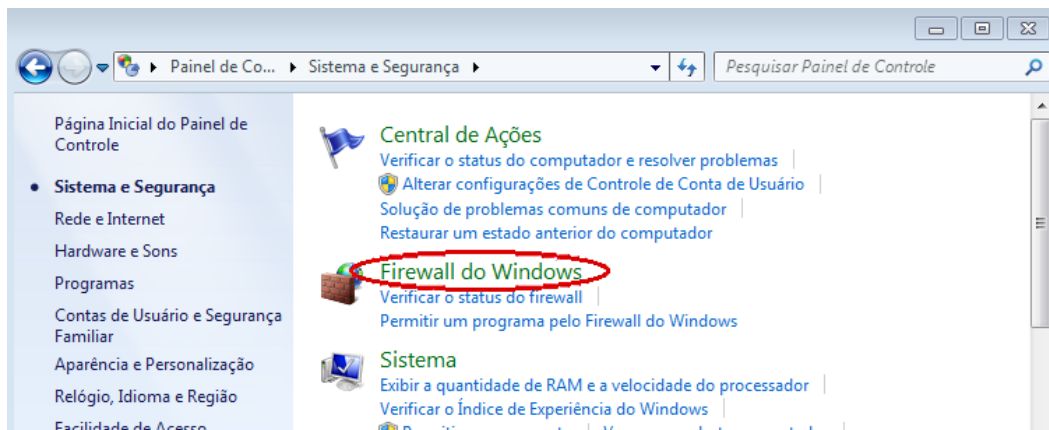 Painel de Co... Sistema e Segurança Pesquisar Painel de Controle
Página Inicial do Painel de
Controle
Sistema e Segurança
Rede e Internet
Hardware e Sons
Programas
Contas de Usuário e Segurança
Familiar
Aparência e Personalização
Relógio, Idioma e Região
Facilidade de Acesso
Central de Ações
Verificar o status do computador e resolver problemas
Alterar configurações de Controle de Conta de Usuário
Solução de problemas comuns de computador
Restaurar um estado anterior do computador
Firewall do Windows
Verificar o status do firewall
Permitir um programa pelo Firewall do Windows
Sistema
Exibir a quantidade de RAM e a velocidade do processador
Verificar o Índice de Experiência do Windows